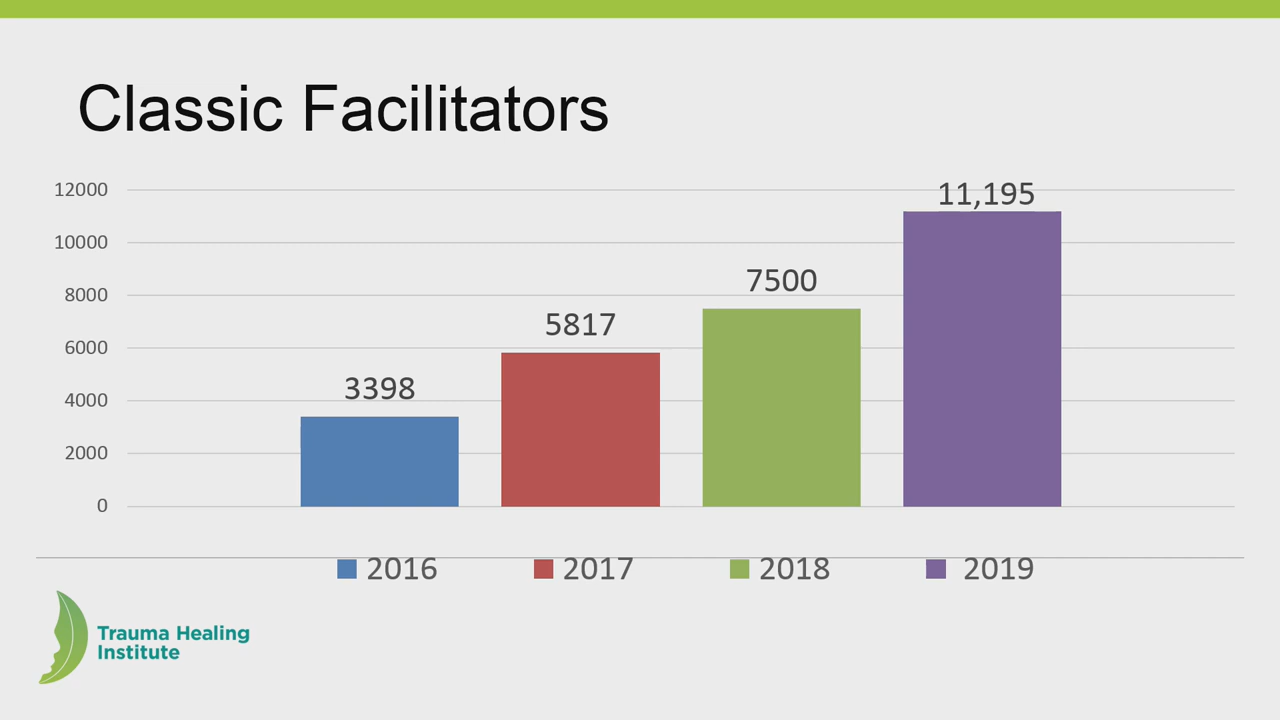 Classic Facilitators
12000
10000
8000
6000
4000
2000
0
3398
5817
7500
11,195
2016 2017 2018 2019
Trauma Healing
Institute